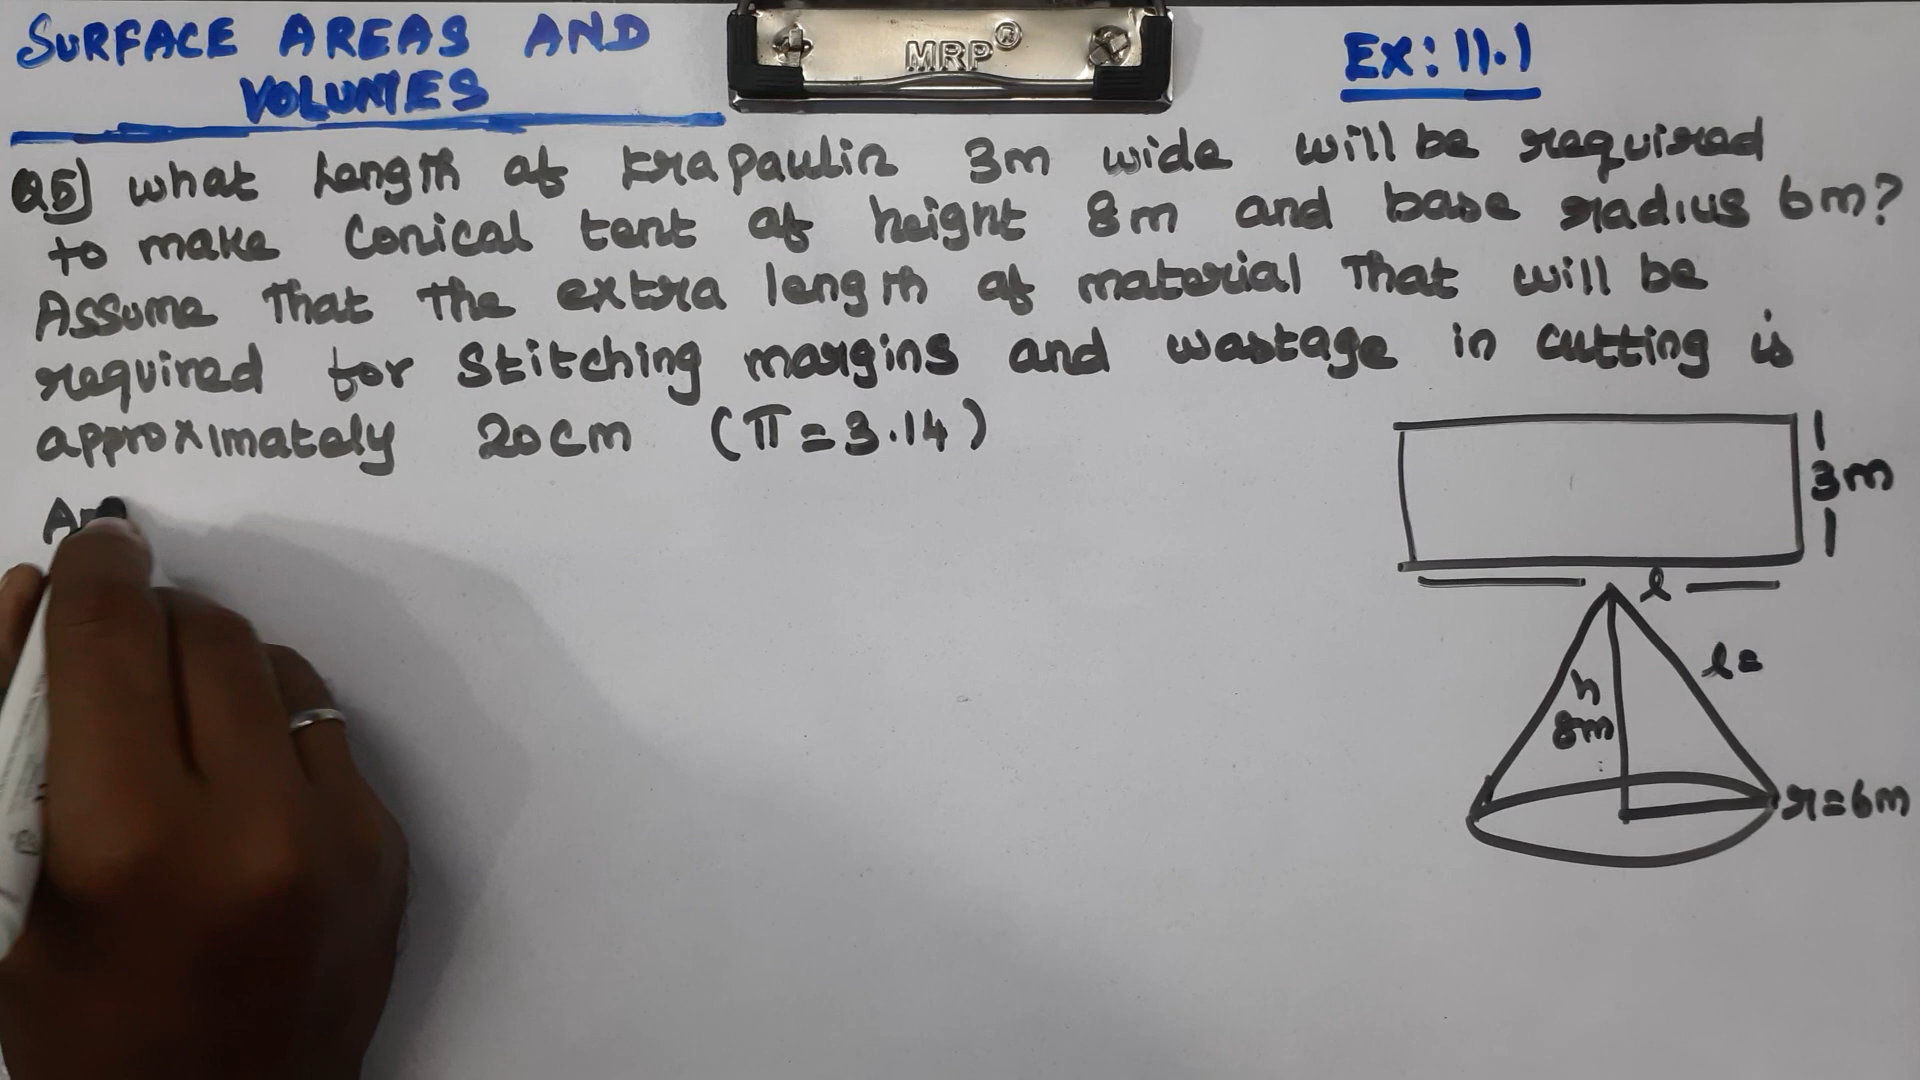 SURFACE AREAS AND
VOLUMES
MRP®
Ex: 11.1
Q5) what length of trapaulin 3m wide will be required
to make Conical tent of height 8m and base radius 6m?
Assume That The extra length of material That will be
required for Stitching margins and wastage in cutting is
approximately 20cm (π=3.14)
3m
l
l=
h
8m
r=6m